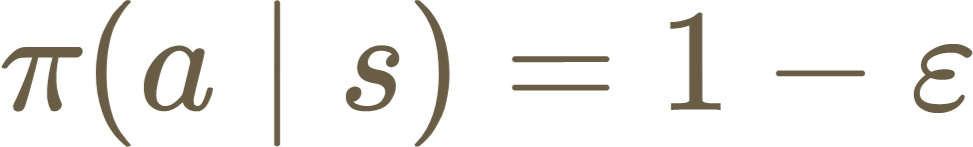 π(a | s) = 1 − ε